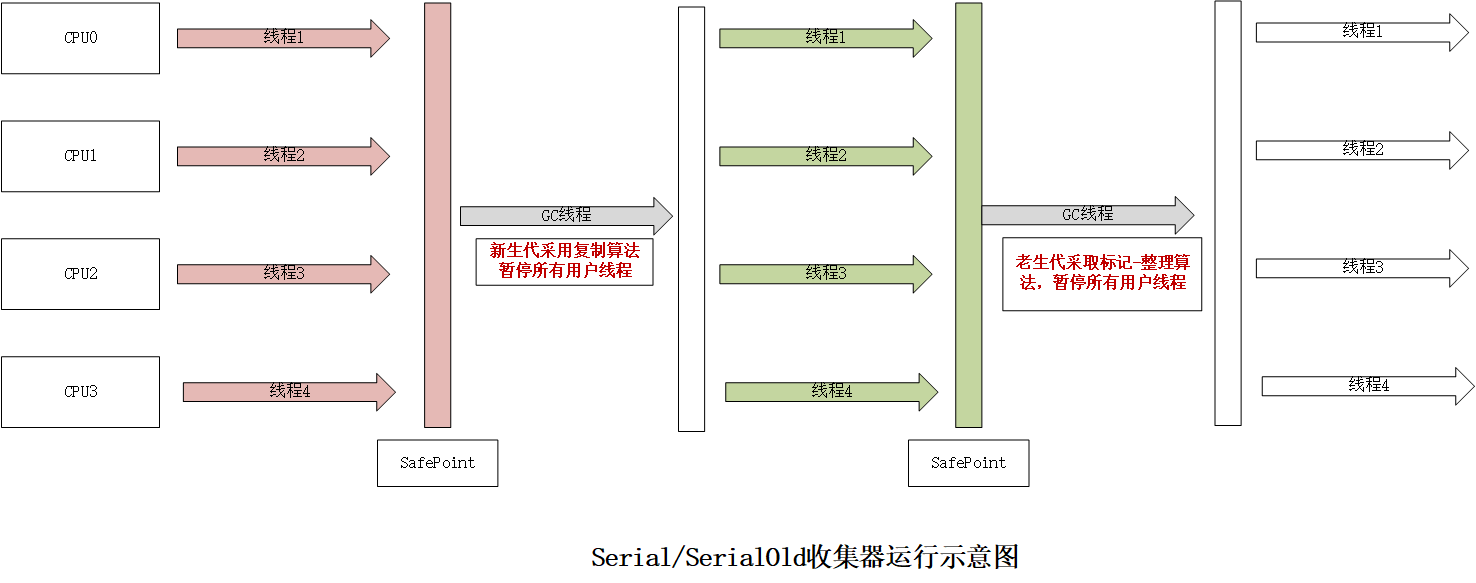 CPU0
线程1
线程1
线程1
CPU1
线程2
线程2
线程2
GC线程
GC线程
新生代采用复制算法
暂停所有用户线程
老生代采取标记-整理算
法，暂停所有用户线程
CPU2
线程3
线程3
线程3
CPU3
线程4
线程4
线程4
SafePoint
SafePoint
Serial/SerialOld收集器运行示意图